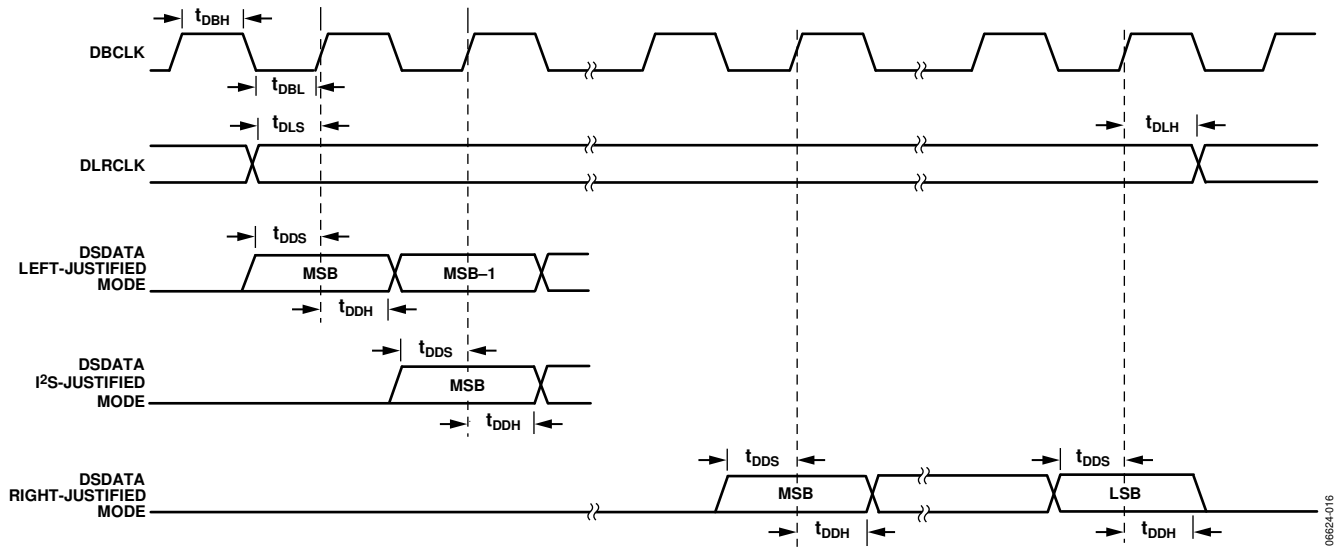 tDBH
DBCLK
tDBL
tDLS
tDLH
DLRCLK
tDDS
DSDATA
LEFT-JUSTIFIED
MODE
MSB
MSB–1
tDDH
tDDS
DSDATA
I2S-JUSTIFIED
MODE
MSB
tDDH
tDDS
tDDS
DSDATA
RIGHT-JUSTIFIED
MODE
MSB
LSB
tDDH
tDDH
06624-016